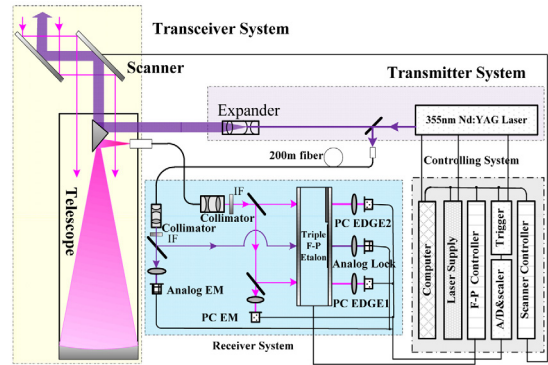 Transceiver System
Scanner
Transmitter System
Expander
355nm Nd:YAG Laser
200m fiber
Controlling System
Telescope
Collimator
IF
Collimator
IF
Triple
F-P
Etalon
PC EDGE2
Analog Lock
PC EDGE1
Analog EM
PC EM
Receiver System
Computer
Laser Supply
F-P Controller
Trigger
A/D&scaler
Scanner Controller